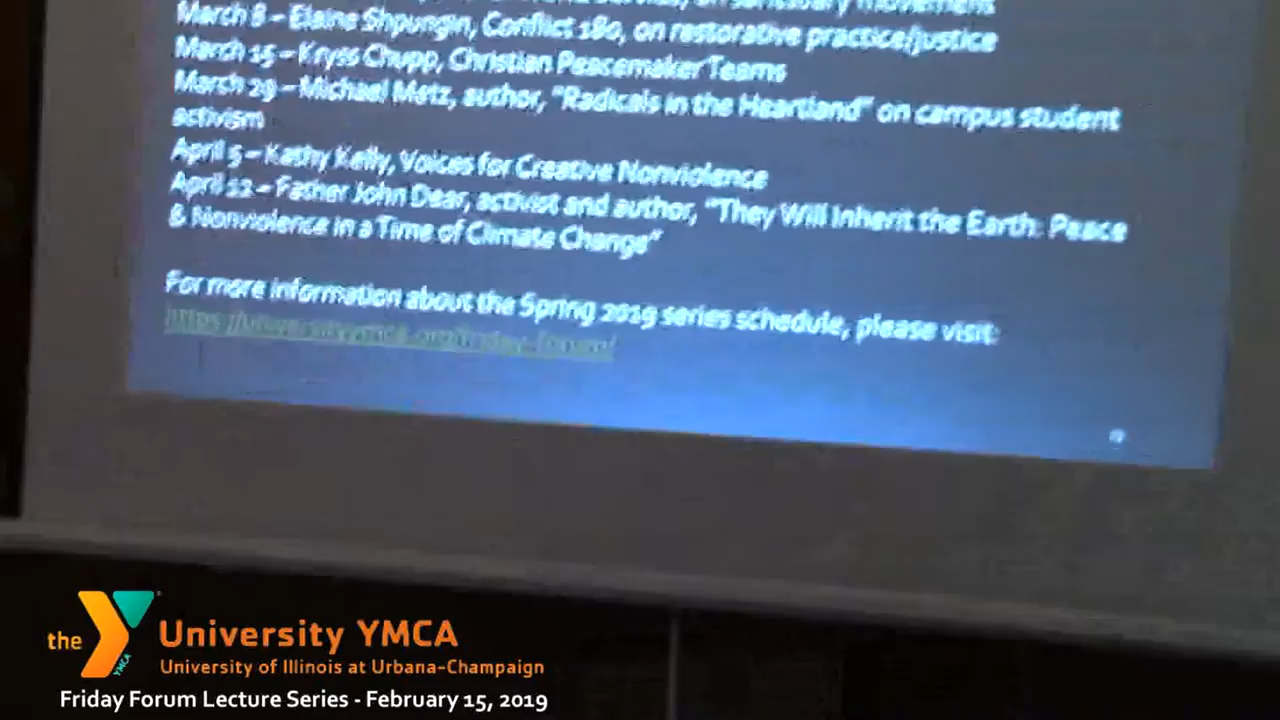 movement
March 8 – Elaine Shpungin, Conflict 180, on restorative practice/justice
March 15 – Kryss Chupp, Christian Peacemaker Teams
March 29 – Michael Metz, author, "Radicals in the Heartland" on campus student
activism
April 5 – Kathy Kelly, Voices for Creative Nonviolence
April 12 – Father John Dear, activist and author, "They Will Inherit the Earth: Peace
& Nonviolence in a Time of Climate Change"
For more information about the Spring 2019 series schedule, please visit:
the Y
YMCA
University YMCA
University of Illinois at Urbana-Champaign
Friday Forum Lecture Series - February 15, 2019